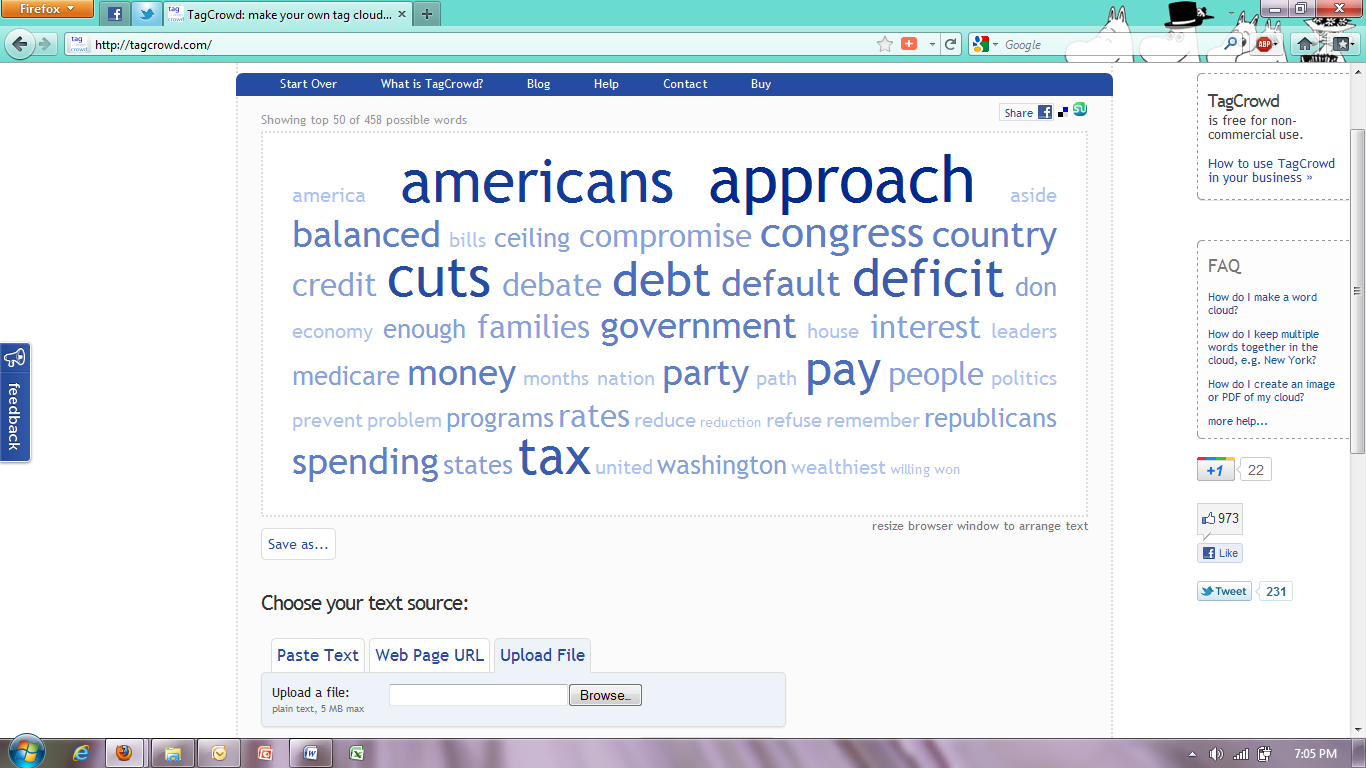 Firefox
TagCrowd: make your own tag cloud...
http://tagcrowd.com/
Google
ABP
Start Over What is TagCrowd? Blog Help Contact Buy
Showing top 50 of 458 possible words
Share
america americans approach aside
balanced bills ceiling compromise congress country
credit cuts debate debt default deficit don
economy enough families government house interest leaders
medicare money months nation party path pay people politics
prevent problem programs rates reduce reduction refuse remember republicans
spending states tax united washington wealthiest willing won
resize browser window to arrange text
Save as...
Choose your text source:
Paste Text Web Page URL Upload File
Upload a file:
plain text, 5 MB max
Browse...
feedback
TagCrowd
is free for non-
commercial use.
How to use TagCrowd
in your business »
FAQ
How do I make a word
cloud?
How do I keep multiple
words together in the
cloud, e.g. New York?
How do I create an image
or PDF of my cloud?
more help...
+1 22
973
Like
Tweet 231
7:05 PM